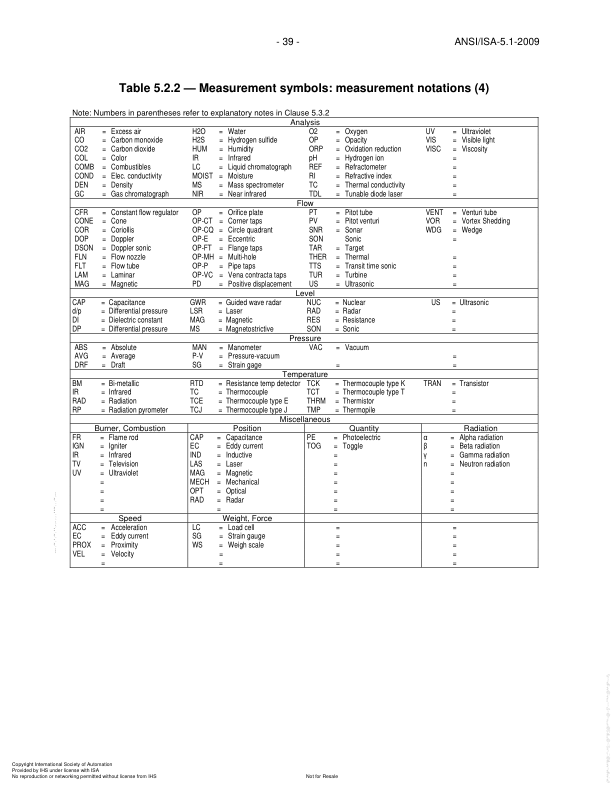 - 39 -    ANSI/ISA-5.1-2009
Table 5.2.2 — Measurement symbols: measurement notations (4)
Note: Numbers in parentheses refer to explanatory notes in Clause 5.3.2
Analysis
AIR = Excess air    H2O = Water    O2 = Oxygen    UV = Ultraviolet
CO = Carbon monoxide    H2S = Hydrogen sulfide    OP = Opacity    VIS = Visible light
CO2 = Carbon dioxide    HUM = Humidity    ORP = Oxidation reduction    VISC = Viscosity
COL = Color    IR = Infrared    pH = Hydrogen ion    =
COMB = Combustibles    LC = Liquid chromatograph    REF = Refractometer    =
COND = Elec. conductivity    MOIST = Moisture    RI = Refractive index    =
DEN = Density    MS = Mass spectrometer    TC = Thermal conductivity    =
GC = Gas chromatograph    NIR = Near infrared    TDL = Tunable diode laser    =
Flow
CFR = Constant flow regulator    OP = Orifice plate    PT = Pitot tube    VENT = Venturi tube
CONE = Cone    OP-CT = Corner taps    PV = Pitot venturi    VOR = Vortex Shedding
COR = Coriollis    OP-CQ = Circle quadrant    SNR = Sonar    WDG = Wedge
DOP = Doppler    OP-E = Eccentric    SON Sonic    =
DSON = Doppler sonic    OP-FT = Flange taps    TAR = Target    =
FLN = Flow nozzle    OP-MH = Multi-hole    THER = Thermal    =
FLT = Flow tube    OP-P = Pipe taps    TTS = Transit time sonic    =
LAM = Laminar    OP-VC = Vena contracta taps    TUR = Turbine    =
MAG = Magnetic    PD = Positive displacement    US = Ultrasonic    =
Level
CAP = Capacitance    GWR = Guided wave radar    NUC = Nuclear    US = Ultrasonic
d/p = Differential pressure    LSR = Laser    RAD = Radar    =
DI = Dielectric constant    MAG = Magnetic    RES = Resistance    =
DP = Differential pressure    MS = Magnetostrictive    SON = Sonic    =
Pressure
ABS = Absolute    MAN = Manometer    VAC = Vacuum
AVG = Average    P-V = Pressure-vacuum    =
DRF = Draft    SG = Strain gage    =    =
Temperature
BM = Bi-metallic    RTD = Resistance temp detector    TCK = Thermocouple type K    TRAN = Transistor
IR = Infrared    TC = Thermocouple    TCT = Thermocouple type T    =
RAD = Radiation    TCE = Thermocouple type E    THRM = Thermistor    =
RP = Radiation pyrometer    TCJ = Thermocouple type J    TMP = Thermopile    =
Miscellaneous
Burner, Combustion    Position    Quantity    Radiation
FR = Flame rod    CAP = Capacitance    PE = Photoelectric    α = Alpha radiation
IGN = Igniter    EC = Eddy current    TOG = Toggle    β = Beta radiation
IR = Infrared    IND = Inductive    =    γ = Gamma radiation
TV = Television    LAS = Laser    =    n = Neutron radiation
UV = Ultraviolet    MAG = Magnetic    =    =
=    MECH = Mechanical    =    =
=    OPT = Optical    =    =
=    RAD = Radar    =    =
=    =    =    =
Speed    Weight, Force
ACC = Acceleration    LC = Load cell    =    =
EC = Eddy current    SG = Strain gauge    =    =
PROX = Proximity    WS = Weigh scale    =    =
VEL = Velocity    =    =    =
=    =    =    =
Copyright International Society of Automation
Provided by IHS under license with ISA
No reproduction or networking permitted without license from IHS    Not for Resale